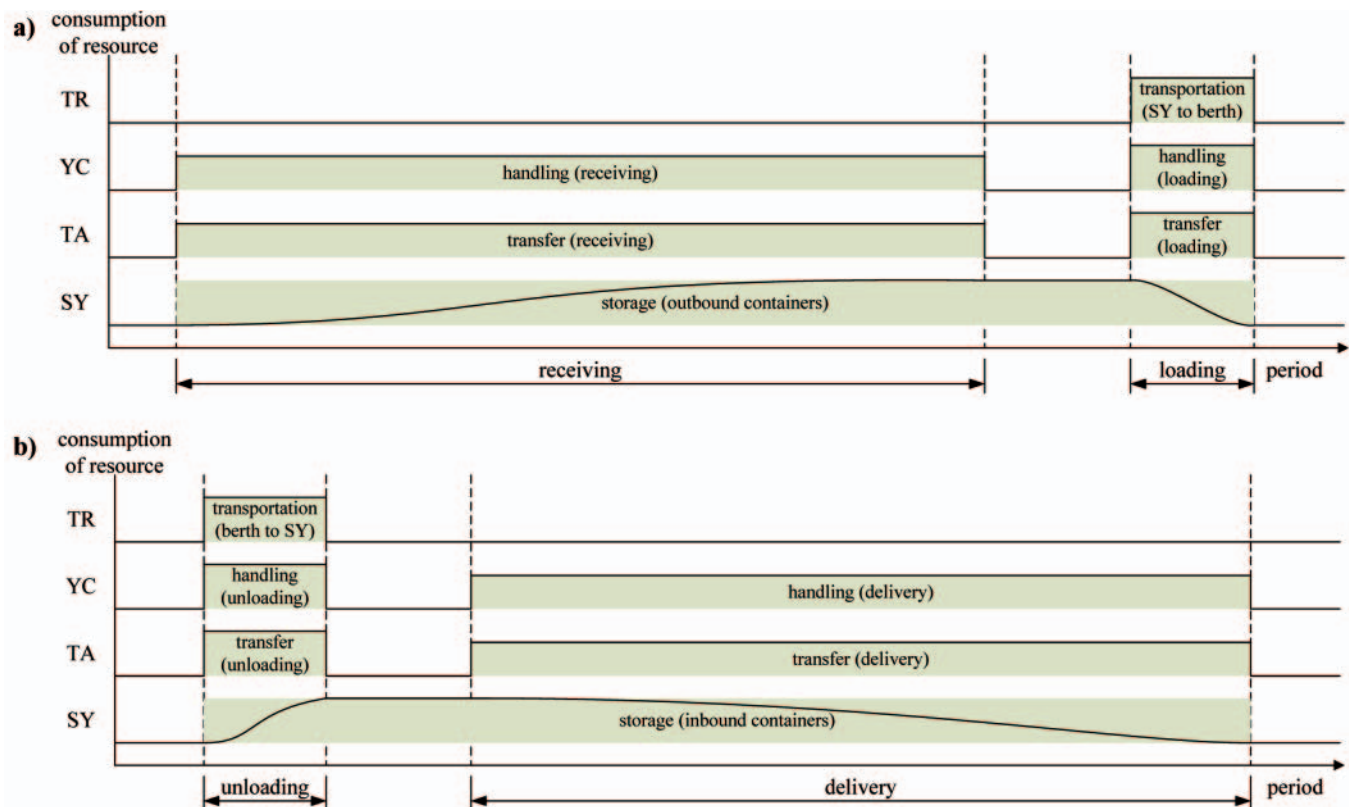 a)
consumption
of resource
TR
transportation
(SY to berth)
YC
handling (receiving)
handling
(loading)
TA
transfer (receiving)
transfer
(loading)
SY
storage (outbound containers)
receiving
loading
period
b)
consumption
of resource
TR
transportation
(berth to SY)
YC
handling
(unloading)
handling (delivery)
TA
transfer
(unloading)
transfer (delivery)
SY
storage (inbound containers)
unloading
delivery
period